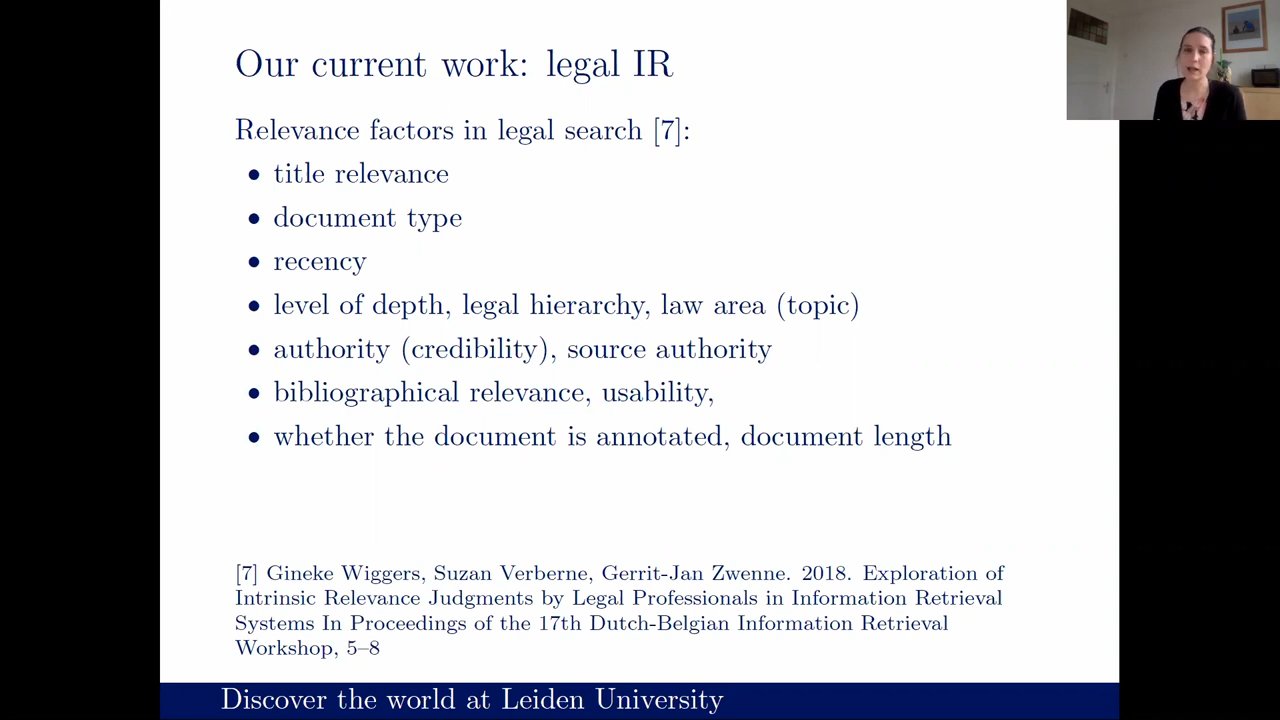 Our current work: legal IR
Relevance factors in legal search [7]:
• title relevance
• document type
• recency
• level of depth, legal hierarchy, law area (topic)
• authority (credibility), source authority
• bibliographical relevance, usability,
• whether the document is annotated, document length
[7] Gineke Wiggers, Suzan Verberne, Gerrit-Jan Zwenne. 2018. Exploration of
Intrinsic Relevance Judgments by Legal Professionals in Information Retrieval
Systems In Proceedings of the 17th Dutch-Belgian Information Retrieval
Workshop, 5–8
Discover the world at Leiden University